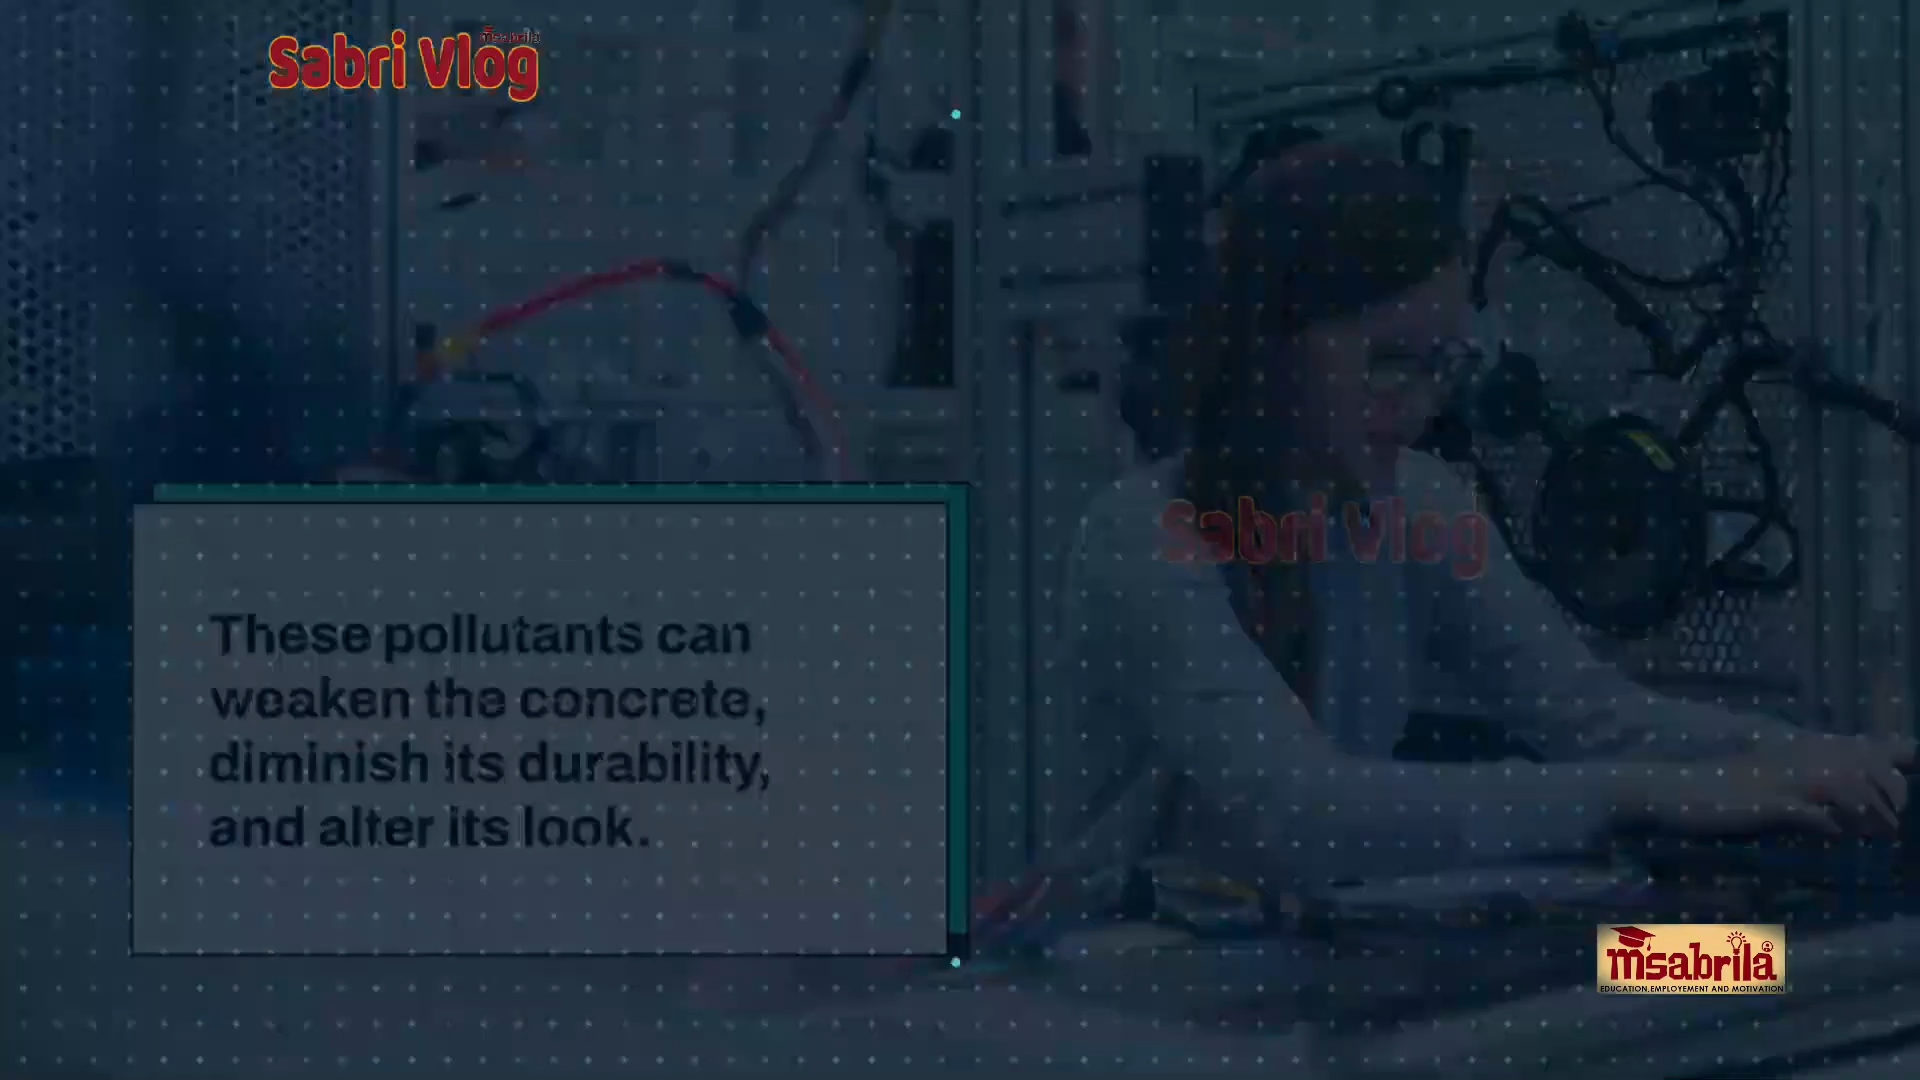 Sabri Vlog
msabrila
Sabri Vlog
These pollutants can
weaken the concrete,
diminish its durability,
and alter its look.
msabrila
EDUCATION,EMPLOYEMENT AND MOTIVATION